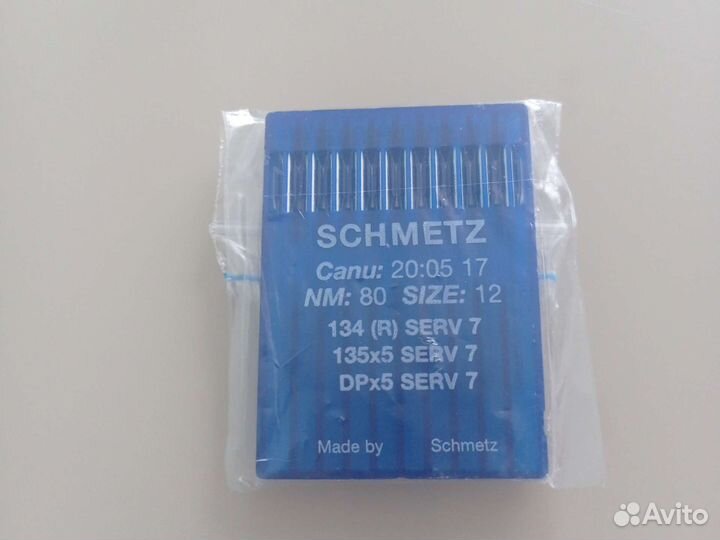 SCHMETZ
Canu: 20:05 17
NM: 80 SIZE: 12
134 (R) SERV 7
135x5 SERV 7
DPx5 SERV 7
Made by Schmetz
Avito